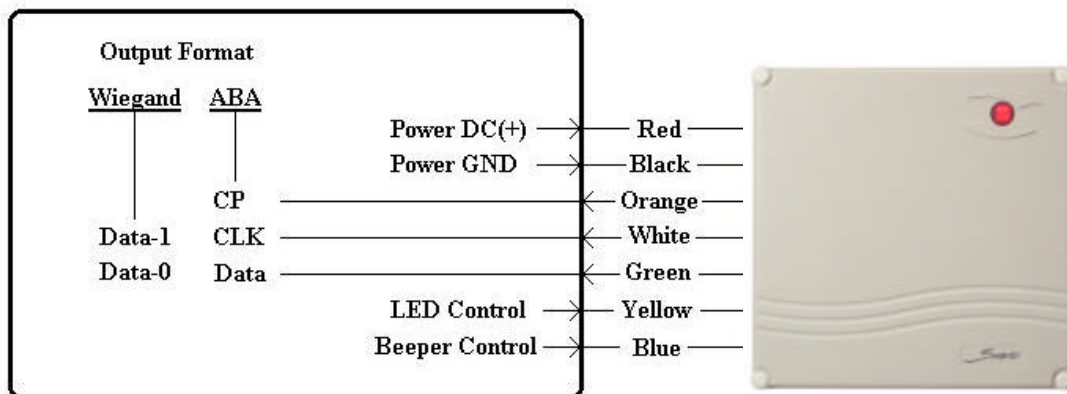 Output Format
Wiegand ABA
Power DC(+) Red
Power GND Black
CP Orange
Data-1 CLK White
Data-0 Data Green
LED Control Yellow
Beeper Control Blue